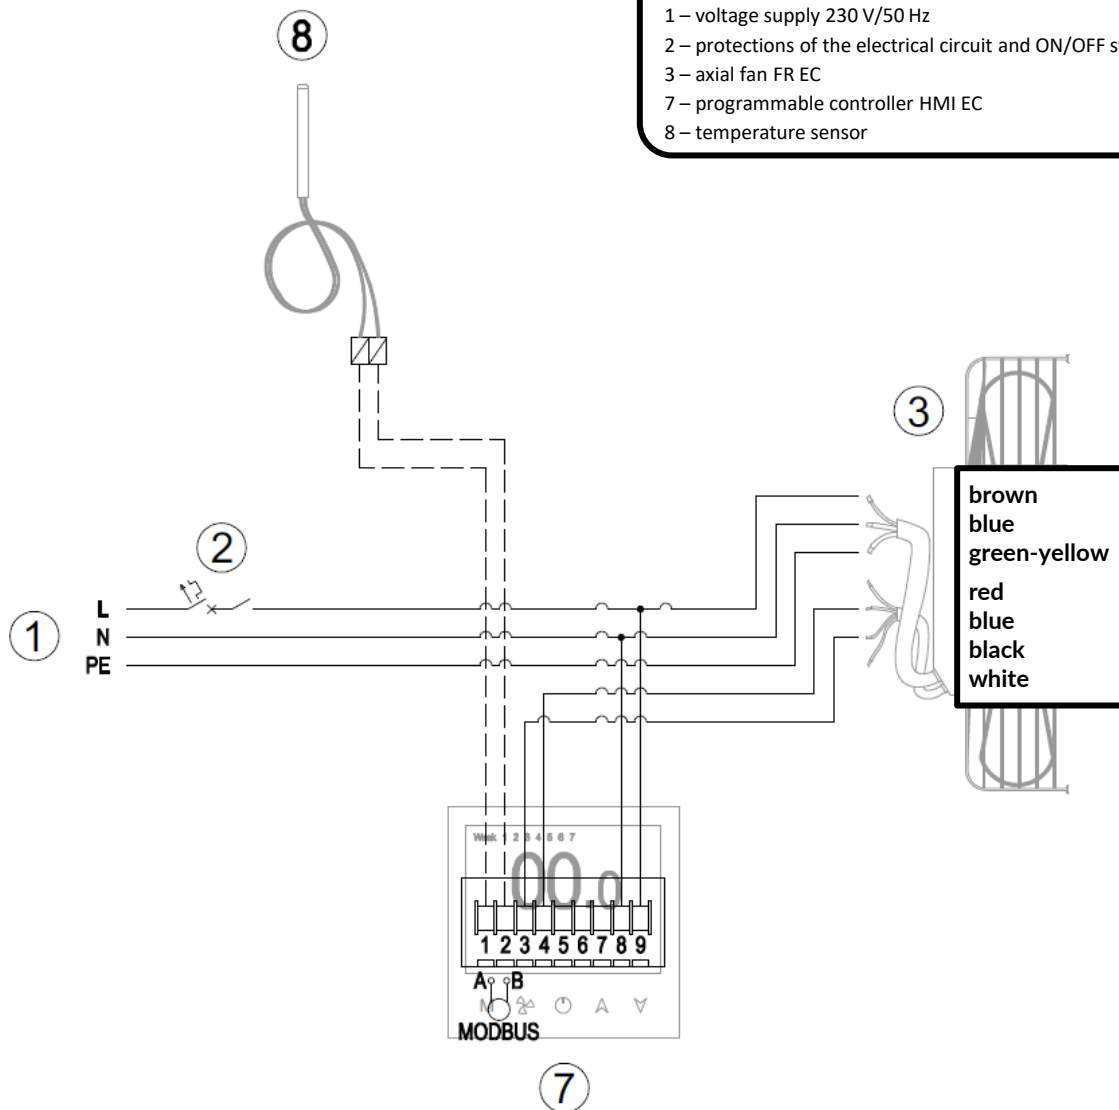 8
1 – voltage supply 230 V/50 Hz
2 – protections of the electrical circuit and ON/OFF s
3 – axial fan FR EC
7 – programmable controller HMI EC
8 – temperature sensor
3
brown
blue
green-yellow
red
blue
black
white
2
1
L
N
PE
Week 1 2 3 4 5 6 7
00.0
1 2 3 4 5 6 7 8 9
A B
M
MODBUS
7